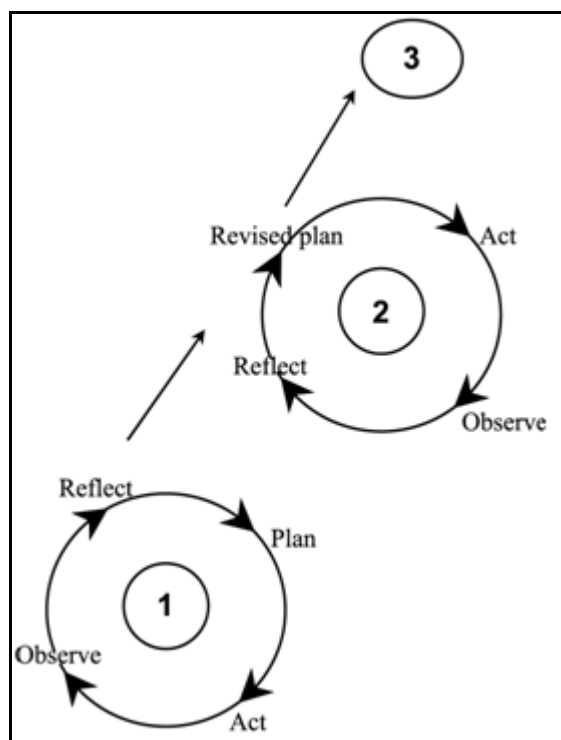 3
Revised plan
Act
2
Reflect
Observe
Reflect
Plan
1
Observe
Act